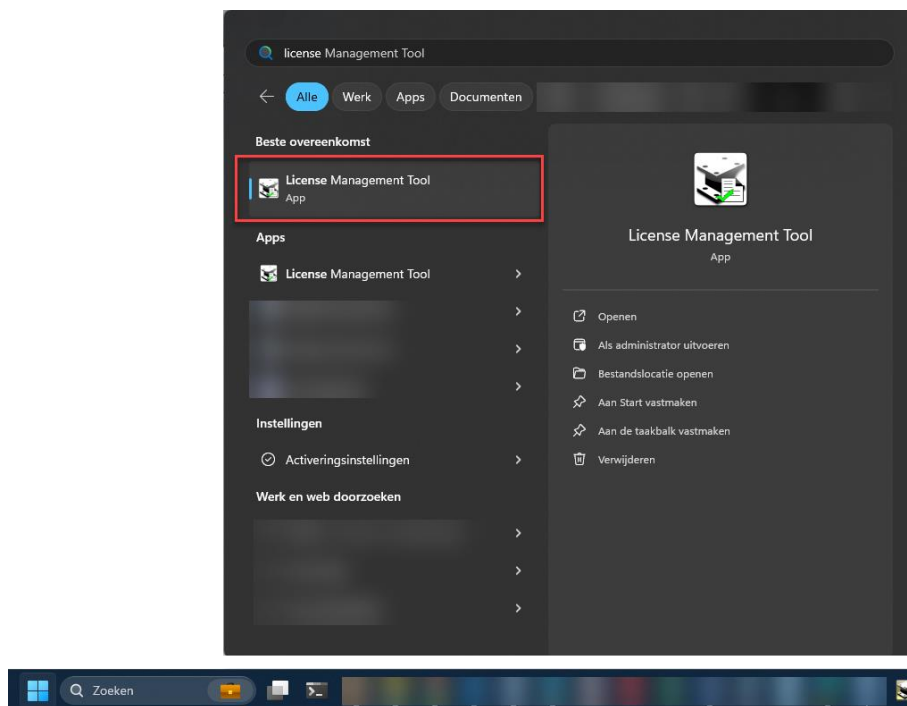 license Management Tool
Alle Werk Apps Documenten
Beste overeenkomst
License Management Tool
App
Apps
License Management Tool
Instellingen
Activeringsinstellingen
Werk en web doorzoeken
License Management Tool
App
Openen
Als administrator uitvoeren
Bestandslocatie openen
Aan Start vastmaken
Aan de taakbalk vastmaken
Verwijderen
Zoeken